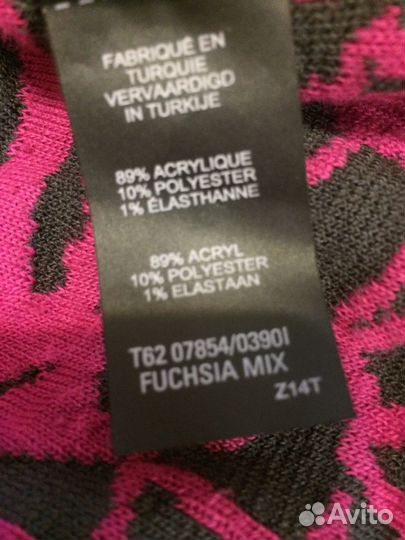 FABRIQUÉ EN
TURQUIE
VERVAARDIGD
IN TURKIJE
89% ACRYLIQUE
10% POLYESTER
1% ÉLASTHANNE
89% ACRYL
10% POLYESTER
1% ELASTAAN
T62 07854/0390I
FUCHSIA MIX
Z14T
Avito